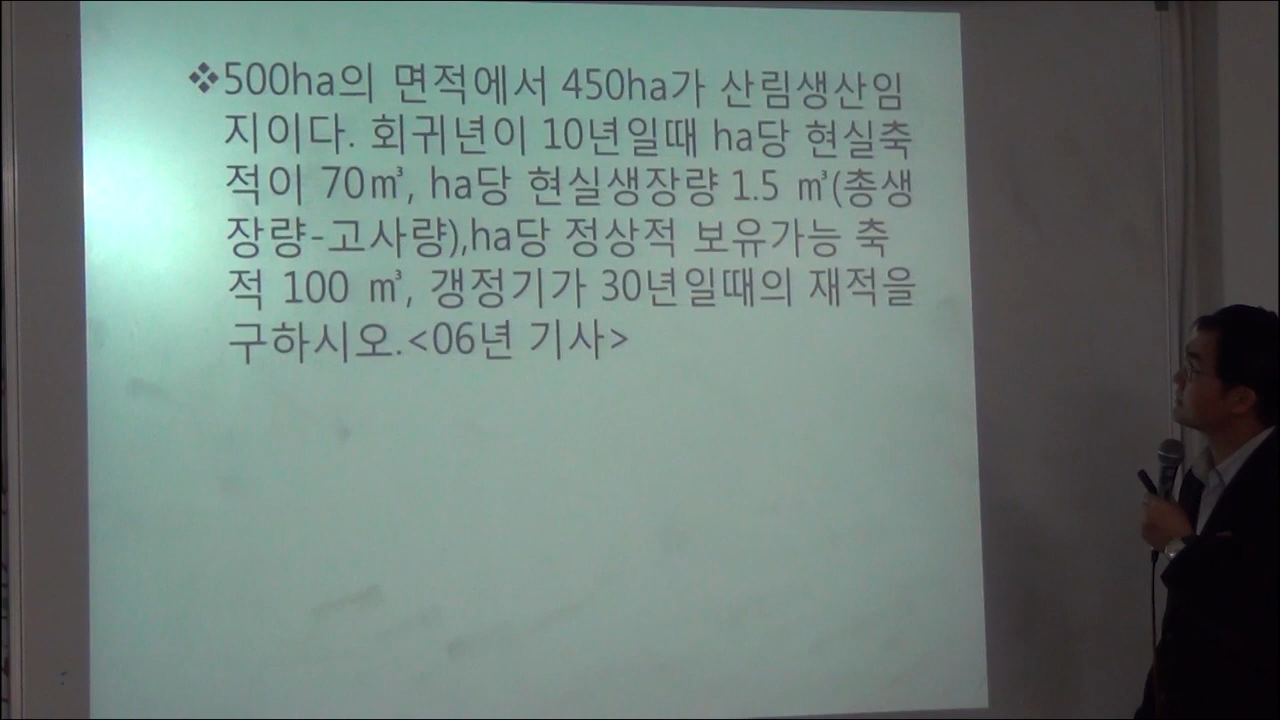 ❖500ha의 면적에서 450ha가 산림생산임
지이다. 회귀년이 10년일때 ha당 현실축
적이 70㎥, ha당 현실생장량 1.5 ㎥(총생
장량-고사량),ha당 정상적 보유가능 축
적 100 ㎥, 갱정기가 30년일때의 재적을
구하시오.<06년 기사>